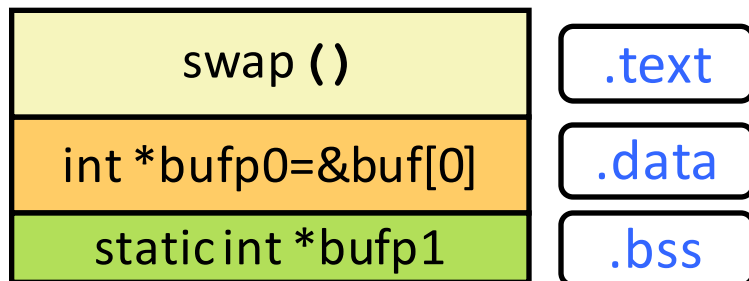 swap () .text
int *bufp0=&buf[0] .data
static int *bufp1 .bss